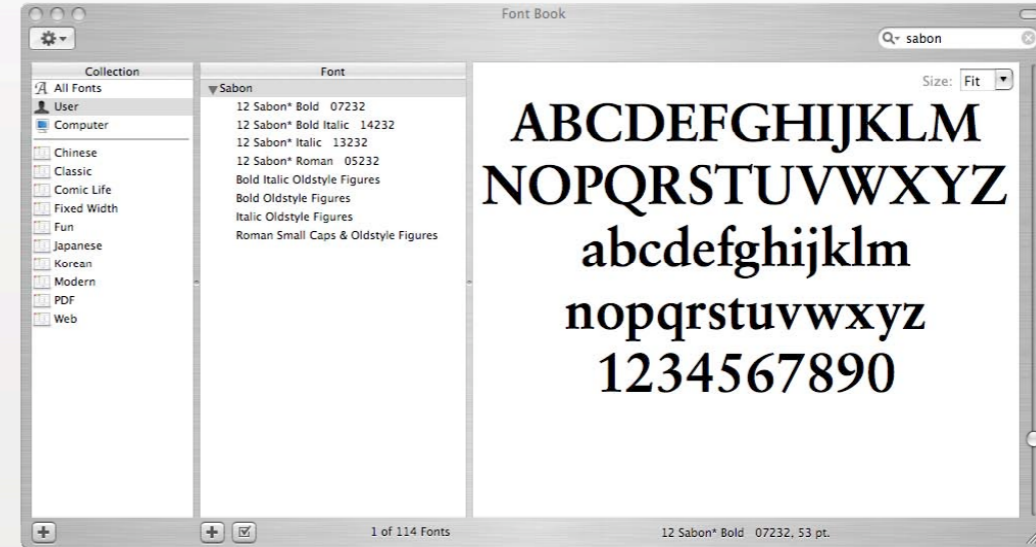 Font Book
sabon
Collection
All Fonts
User
Computer
Chinese
Classic
Comic Life
Fixed Width
Fun
Japanese
Korean
Modern
PDF
Web
Font
Sabon
12 Sabon* Bold 07232
12 Sabon* Bold Italic 14232
12 Sabon* Italic 13232
12 Sabon* Roman 05232
Bold Italic Oldstyle Figures
Bold Oldstyle Figures
Italic Oldstyle Figures
Roman Small Caps & Oldstyle Figures
Size: Fit
ABCDEFGHIJKLM
NOPQRSTUVWXYZ
abcdefghijklm
nopqrstuvwxyz
1234567890
1 of 114 Fonts
12 Sabon* Bold 07232, 53 pt.